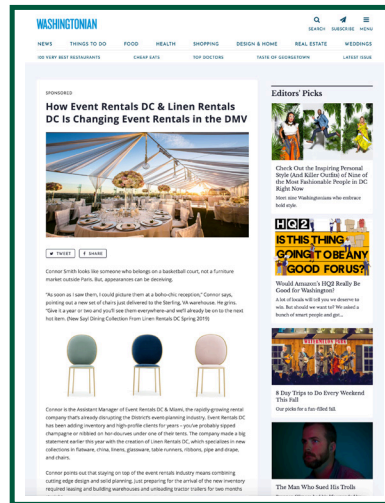 WASHINGTONIAN
SEARCH SUBSCRIBE MENU
NEWS THINGS TO DO FOOD HEALTH SHOPPING DESIGN & HOME REAL ESTATE WEDDINGS
100 VERY BEST RESTAURANTS CHEAP EATS TOP DOCTORS TASTE OF GEORGETOWN LATEST ISSUE
SPONSORED
How Event Rentals DC & Linen Rentals
DC Is Changing Event Rentals in the DMV
TWEET SHARE
Connor Smith looks like someone who belongs on a basketball court, not a furniture
market outside Paris. But, appearances can be deceiving.
"As soon as I saw them, I could picture them at a boho-chic reception," Connor says,
pointing out a new set of chairs just delivered to the Sterling, VA warehouse. He grins.
"Give it a year or two and you'll see them everywhere-and we'll already be on to the next
hot item. (New Say! Dining Collection From Linen Rentals DC Spring 2019)
Connor is the Assistant Manager of Event Rentals DC & Miami, the rapidly-growing rental
company that's already disrupting the District's event-planning industry. Event Rentals DC
has been adding inventory and high-profile clients for years – you've probably sipped
champagne or nibbled on hor-dourves under one of their tents. The company made a big
statement earlier this year with the creation of Linen Rentals DC, which specializes in new
collections in flatware, china, linens, glassware, table runners, ribbons, pipe and drape,
and chairs.
Connor points out that staying on top of the event rentals industry means combining
cutting edge design and solid planning. Just preparing for the arrival of the new inventory
required leasing and building warehouses and unloading tractor trailers for two months
Editors' Picks
Check Out the Inspiring Personal
Style (And Killer Outfits) of Nine of
the Most Fashionable People in DC
Right Now
Meet nine Washingtonians who embrace
bold style.
HQ2
IS THIS THING
GOING TO BE ANY
GOOD FOR US?
Would Amazon's HQ2 Really Be
Good for Washington?
A lot of locals will tell you we deserve to
win. But should we want to? We asked a
bunch of smart people and got...
8 Day Trips to Do Every Weekend
This Fall
Our picks for a fun-filled fall.
The Man Who Sued His Trolls